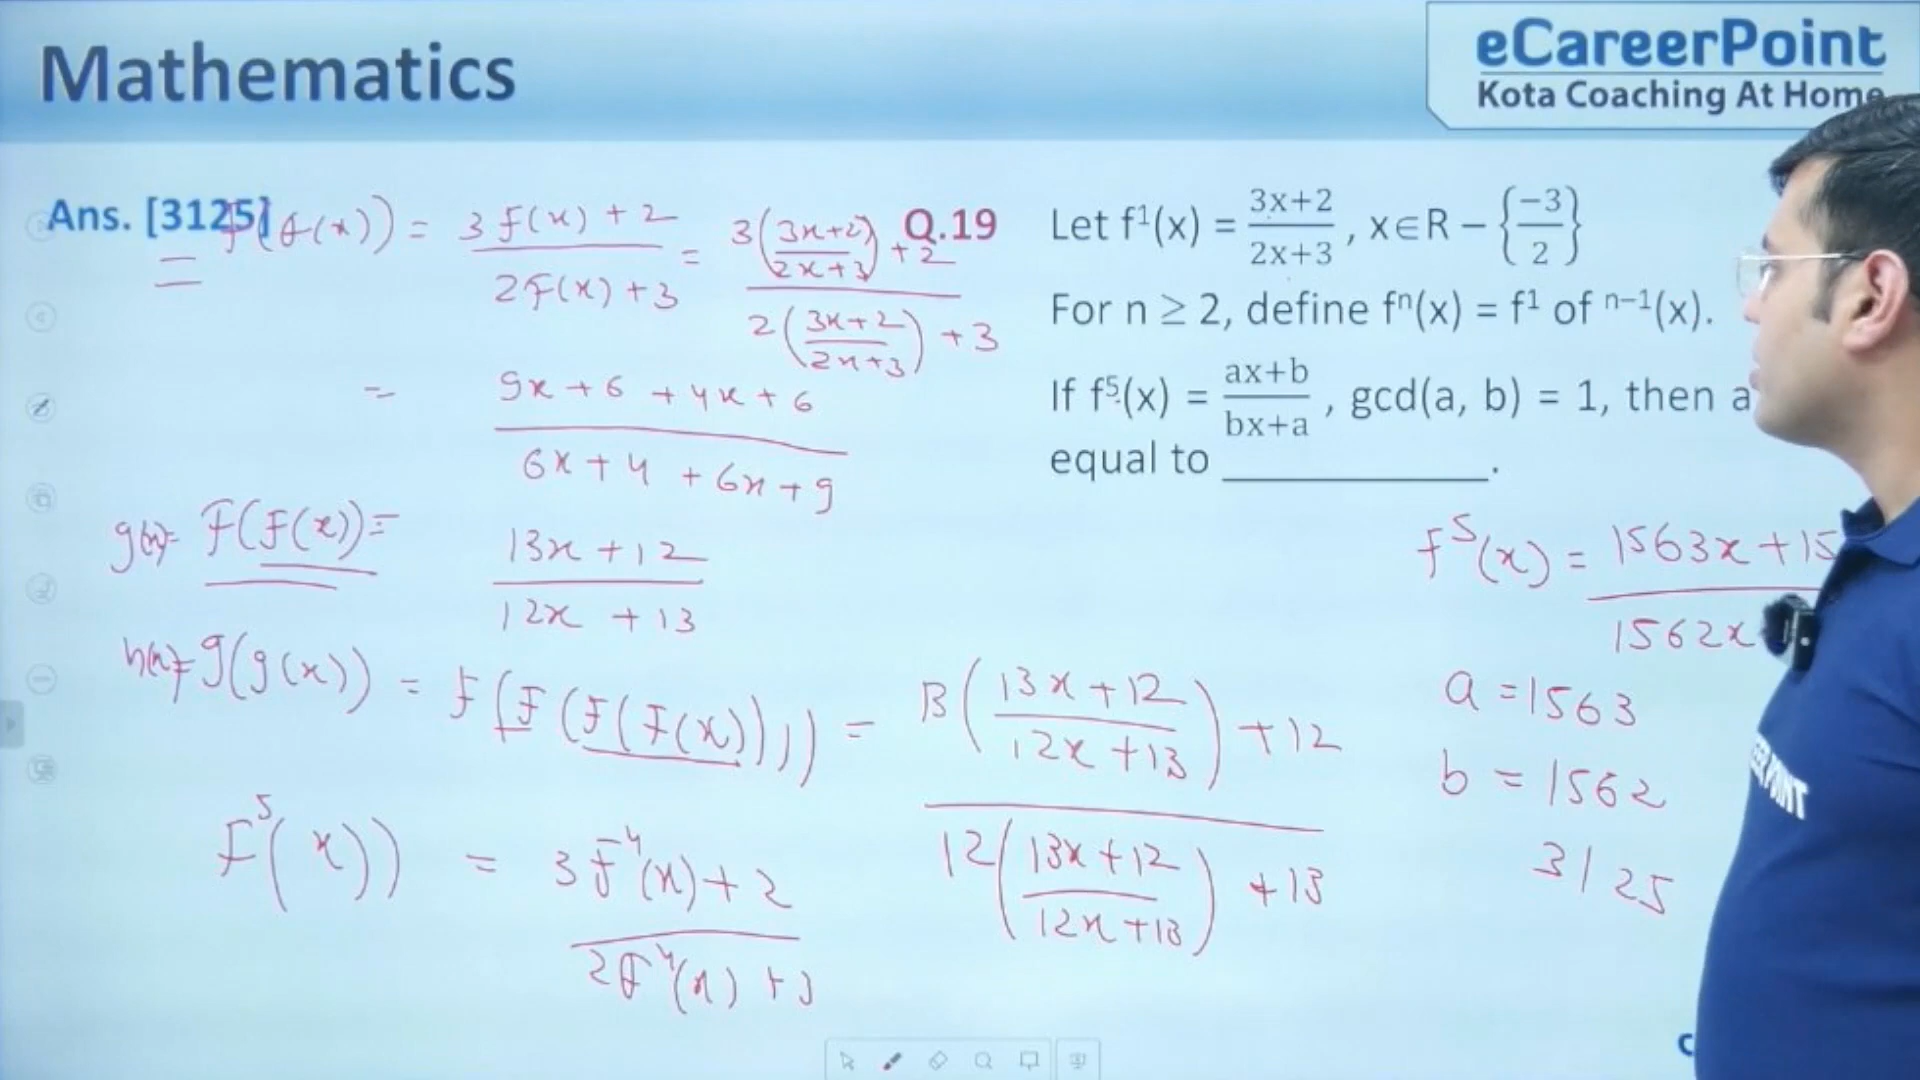 Mathematics
eCareerPoint
Kota Coaching At Home
Ans. [3125]
Q.19 Let f¹(x) = (3x+2)/(2x+3) , x∈R – {-3/2}
For n ≥ 2, define fⁿ(x) = f¹ of ⁿ⁻¹(x).
If f⁵(x) = (ax+b)/(bx+a) , gcd(a, b) = 1, then a
equal to ____________.
F(f(x)) = (3f(x)+2)/(2f(x)+3) = (3((3x+2)/(2x+3))+2)/(2((3x+2)/(2x+3))+3)
= (9x+6+4x+6)/(6x+4+6x+9)
g(x)= F(F(x))= (13x+12)/(12x+13)
h(x)= g(g(x)) = F(F(F(F(x)))) = (13((13x+12)/(12x+13))+12)/(12((13x+12)/(12x+13))+13)
F⁵(x)) = (3F⁴(x)+2)/(2F⁴(x)+3)
f⁵(x) = (1563x+15)/(1562x
a = 1563
b = 1562
3125
EERPOINT
C